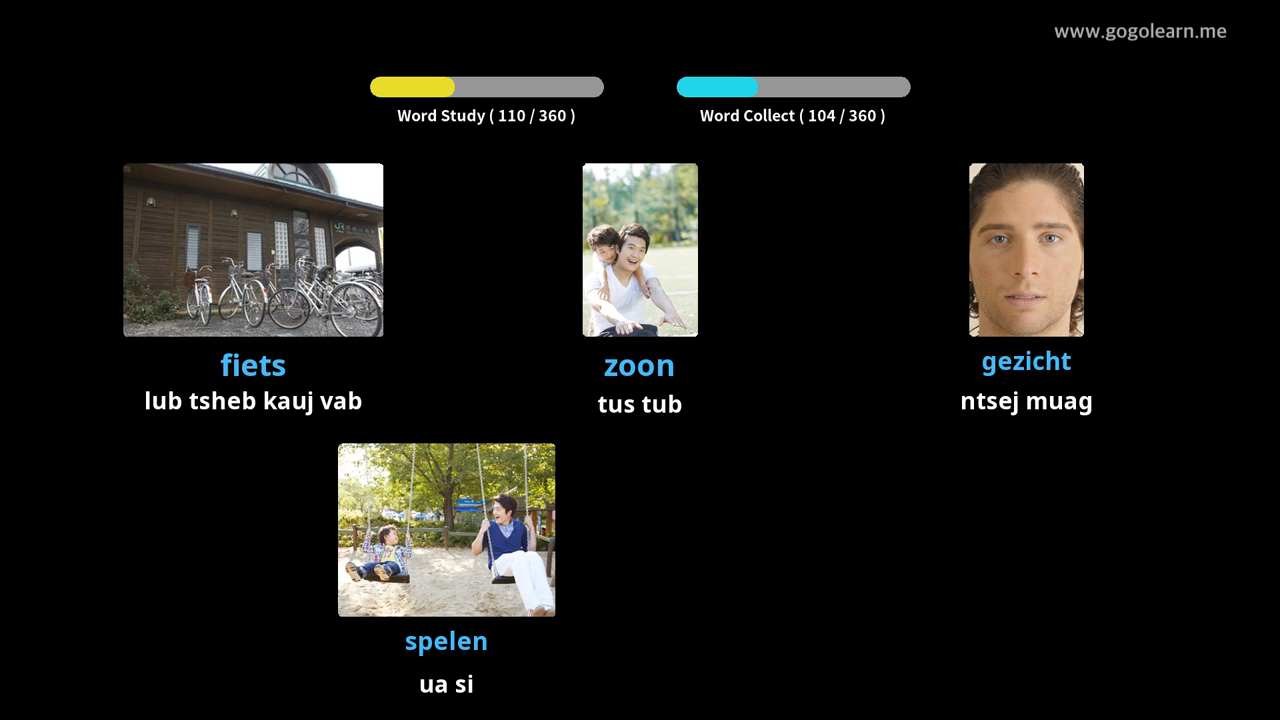 www.gogolearn.me
Word Study ( 110 / 360 )
Word Collect ( 104 / 360 )
fiets
lub tsheb kauj vab
zoon
tus tub
gezicht
ntsej muag
spelen
ua si